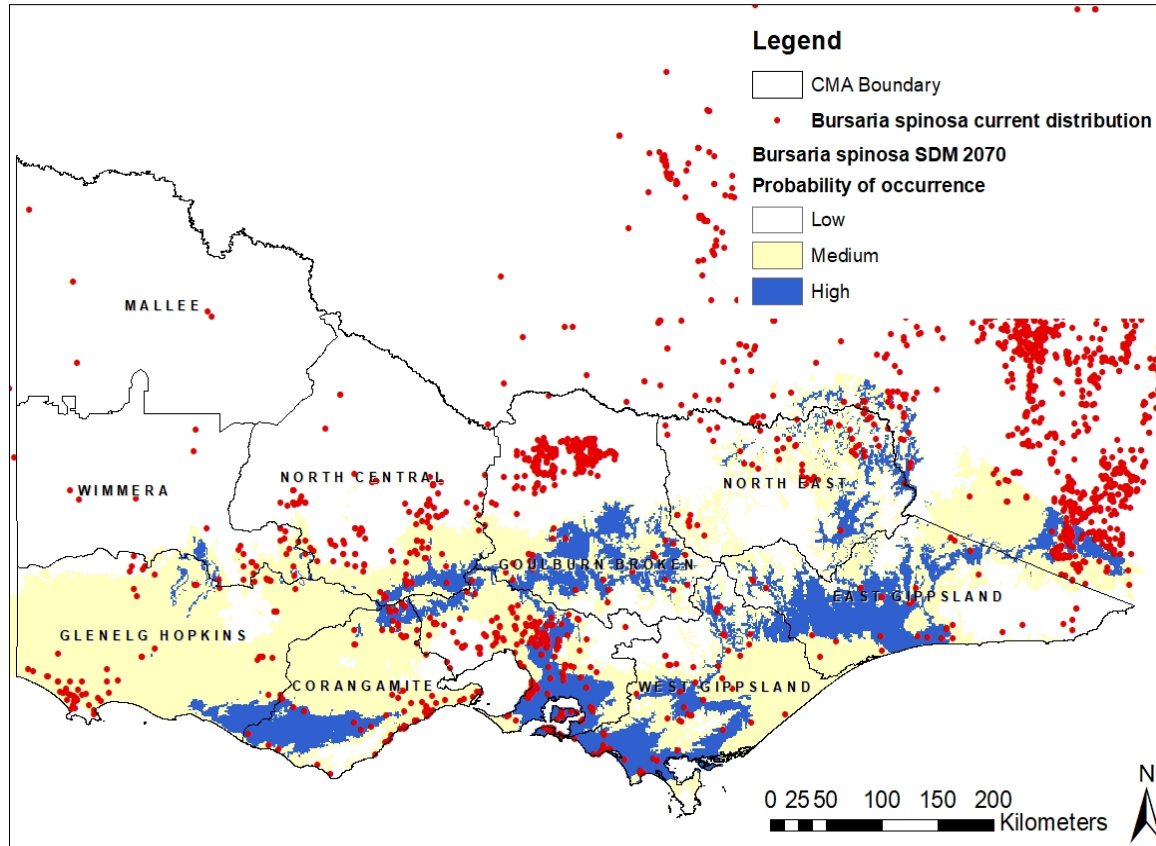 Legend
CMA Boundary
Bursaria spinosa current distribution
Bursaria spinosa SDM 2070
Probability of occurrence
Low
Medium
High
MALLEE
WIMMERA
NORTH CENTRAL
NORTH EAST
GOULBURN BROKEN
EAST GIPPSLAND
GLENELG HOPKINS
CORANGAMITE
WEST GIPPSLAND
N
0 25 50 100 150 200
Kilometers